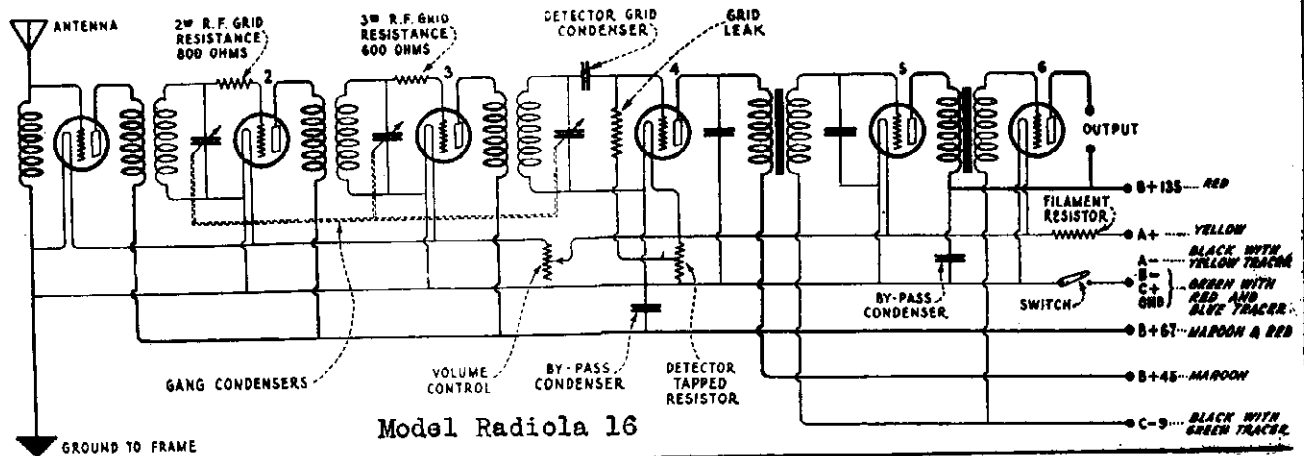 ANTENNA
2ND R.F. GRID
RESISTANCE
800 OHMS
3RD R.F. GRID
RESISTANCE
600 OHMS
DETECTOR GRID
CONDENSER
GRID
LEAK
2
3
4
5
6
OUTPUT
B+135 RED
FILAMENT
RESISTOR
A+ YELLOW
A- BLACK WITH
YELLOW TRACER
B-
C+
GND
GREEN WITH
RED AND
BLUE TRACER
SWITCH
BY-PASS
CONDENSER
B+67 MAROON & RED
GANG CONDENSERS
VOLUME
CONTROL
BY-PASS
CONDENSER
DETECTOR
TAPPED
RESISTOR
B+45 MAROON
C-9 BLACK WITH
GREEN TRACER
Model Radiola 16
GROUND TO FRAME